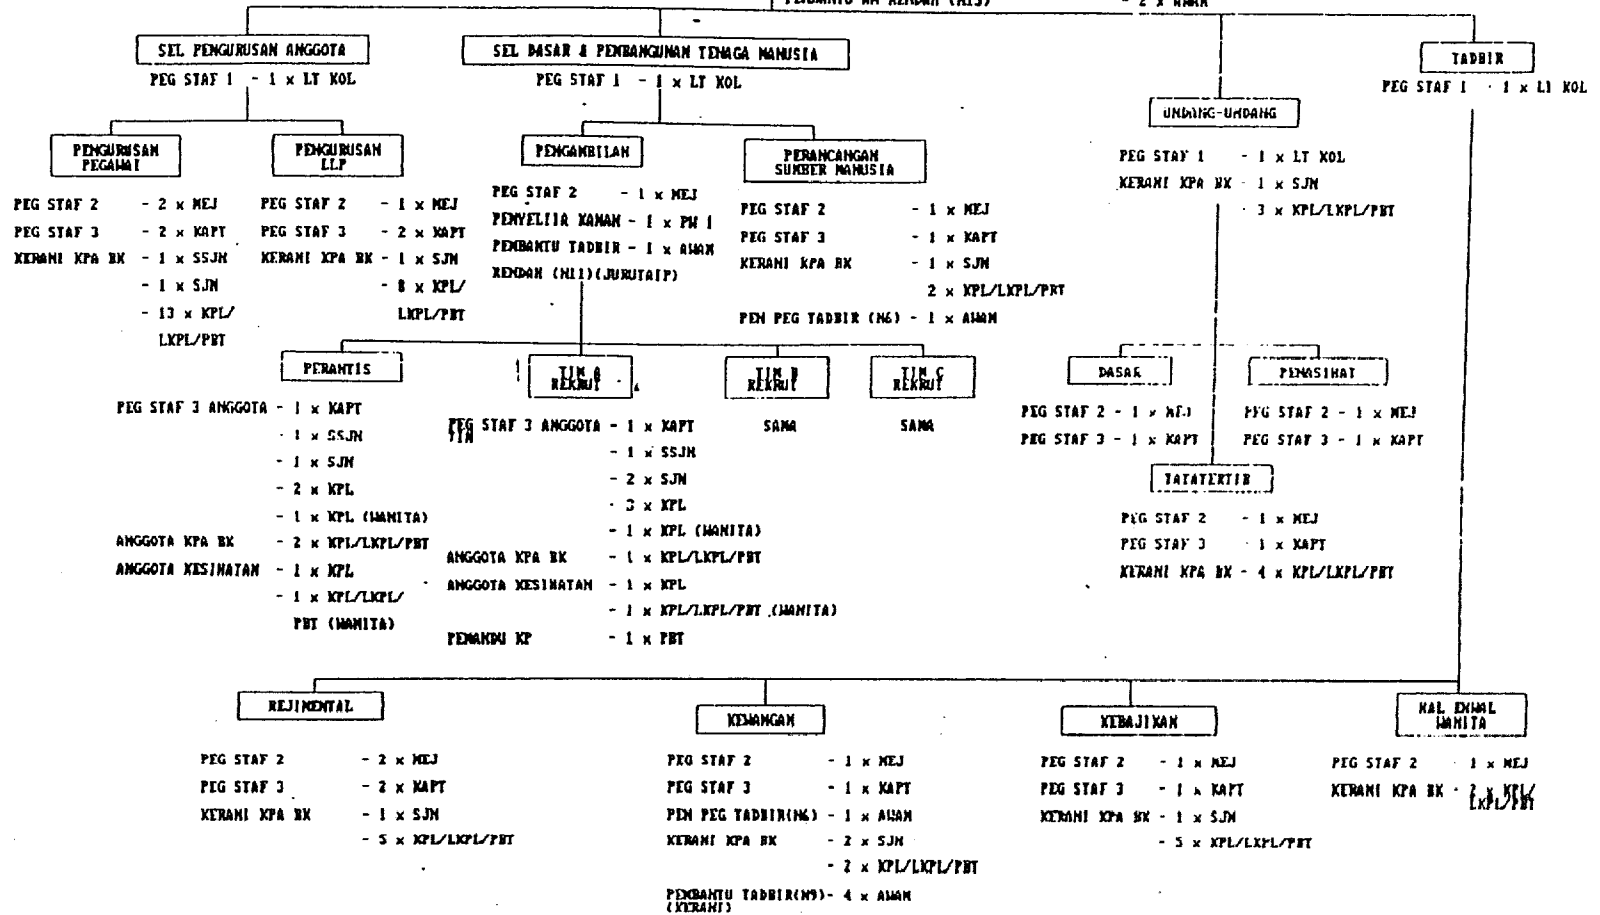 - 2 x AWAM
SEL PENGURUSAN ANGGOTA
PEG STAF 1 - 1 x LT KOL
SEL DASAR & PEMBANGUNAN TENAGA MANUSIA
PEG STAF 1 - 1 x LT KOL
TADBIR
PEG STAF 1 - 1 x LT KOL
UNDANG-UNDANG
PEG STAF 1 - 1 x LT KOL
KERANI KPA BK - 1 x SJN
- 3 x KPL/LKPL/PBT
PENGURUSAN
PEGAWAI
PEG STAF 2 - 2 x MEJ
PEG STAF 3 - 2 x KAPT
KERANI KPA BK - 1 x SSJN
- 1 x SJN
- 13 x KPL/
LKPL/PBT
PENGURUSAN
LLP
PEG STAF 2 - 1 x MEJ
PEG STAF 3 - 2 x KAPT
KERANI KPA BK - 1 x SJN
- 8 x KPL/
LKPL/PBT
PENGAMBILAN
PEG STAF 2 - 1 x MEJ
PENYELIA KANAN - 1 x PW 1
PEMBANTU TADBIR - 1 x AWAM
RENDAH (N11)(JURUTAIP)
PERANCANGAN
SUMBER MANUSIA
PEG STAF 2 - 1 x MEJ
PEG STAF 3 - 1 x KAPT
KERANI KPA BK - 1 x SJN
2 x KPL/LKPL/PBT
PEN PEG TADBIR (N6) - 1 x AWAM
PERANTIS
PEG STAF 3 ANGGOTA - 1 x KAPT
- 1 x SSJN
- 1 x SJN
- 2 x KPL
- 1 x KPL (WANITA)
ANGGOTA KPA BK - 2 x KPL/LKPL/PBT
ANGGOTA KESIHATAN - 1 x KPL
- 1 x KPL/LKPL/
PBT (WANITA)
TIM A
REKRUT
PEG STAF 3 ANGGOTA - 1 x KAPT
TIM
- 1 x SSJN
- 2 x SJN
- 3 x KPL
- 1 x KPL (WANITA)
ANGGOTA KPA BK - 1 x KPL/LKPL/PBT
ANGGOTA KESIHATAN - 1 x KPL
- 1 x KPL/LKPL/PBT (WANITA)
PEMANDU KP - 1 x PBT
TIM B
REKRUT
SAMA
TIM C
REKRUT
SAMA
DASAR
PEG STAF 2 - 1 x MEJ
PEG STAF 3 - 1 x KAPT
PENASIHAT
PEG STAF 2 - 1 x MEJ
PEG STAF 3 - 1 x KAPT
TATATERTIB
PEG STAF 2 - 1 x MEJ
PEG STAF 3 - 1 x KAPT
KERANI KPA BK - 4 x KPL/LKPL/PBT
REJIMENTAL
PEG STAF 2 - 2 x MEJ
PEG STAF 3 - 2 x KAPT
KERANI KPA BK - 1 x SJN
- 5 x KPL/LKPL/PBT
KEWANGAN
PEG STAF 2 - 1 x MEJ
PEG STAF 3 - 1 x KAPT
PEN PEG TADBIR(N6) - 1 x AWAM
KERANI KPA BK - 2 x SJN
- 2 x KPL/LKPL/PBT
PEMBANTU TADBIR(N9)- 4 x AWAM
(KERANI)
KEBAJIKAN
PEG STAF 2 - 1 x MEJ
PEG STAF 3 - 1 x KAPT
KERANI KPA BK - 1 x SJN
- 5 x KPL/LKPL/PBT
HAL EHWAL
WANITA
PEG STAF 2 - 1 x MEJ
KERANI KPA BK - 2 x KPL/
LKPL/PBT